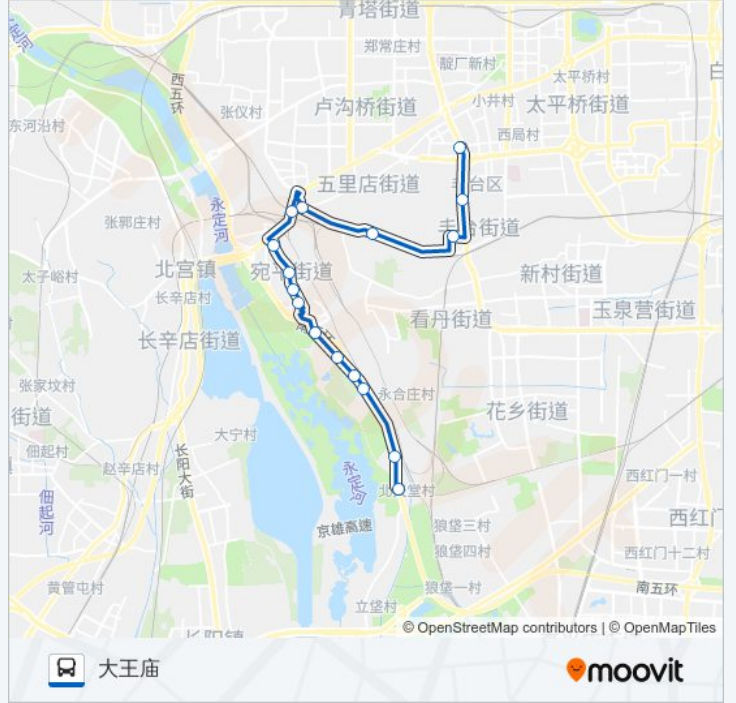 青塔街道
永定河
郑常庄村
靛厂新村
西五环
太平桥村
白
张仪村
卢沟桥街道
小井村
太平桥街道
东河沿村
西局村
五里店街道
丰台区
永定河
张郭庄村
丰台街道
北宫镇
宛平街道
新村街道
太子峪村
长辛店村
玉泉营街道
看丹街道
长辛店街道
张家坟村
永合庄村
街道
花乡街道
大宁村
佃起村
长阳大街
赵辛店村
永定河
西红门一村
佃起河
北天堂村
京雄高速
狼垡三村
西红门
狼垡四村
西红门十二村
黄管屯村
狼垡一村
南五环
立垡村
长阳镇
© OpenStreetMap contributors | © OpenMapTiles
大王庙
moovit